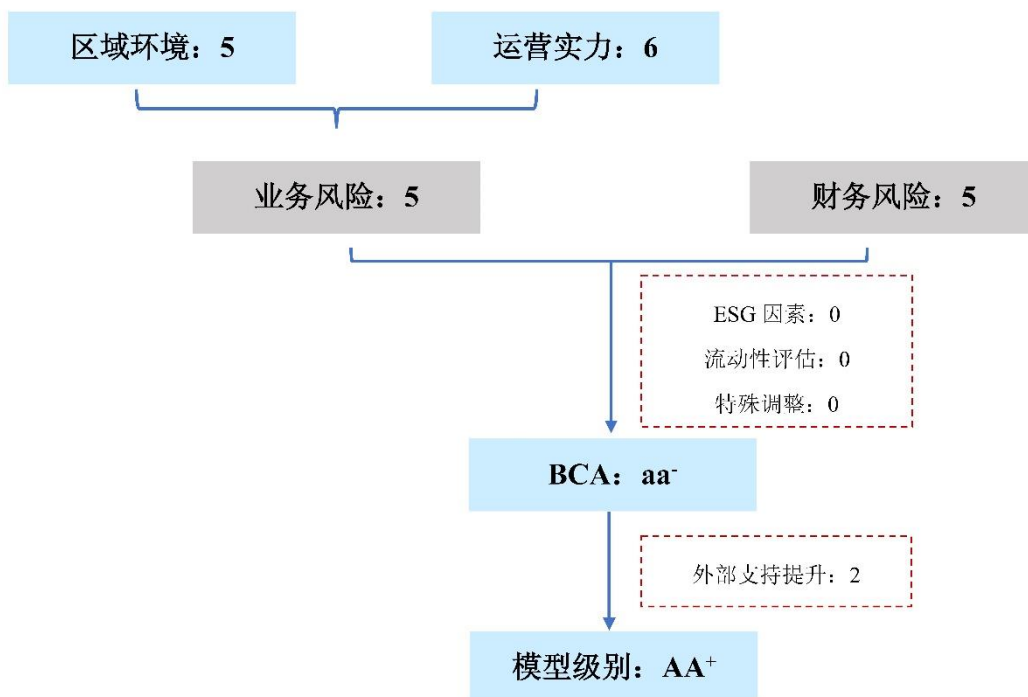 区域环境：5
运营实力：6
业务风险：5
财务风险：5
ESG 因素：0
流动性评估：0
特殊调整：0
BCA：aa⁻
外部支持提升：2
模型级别：AA⁺